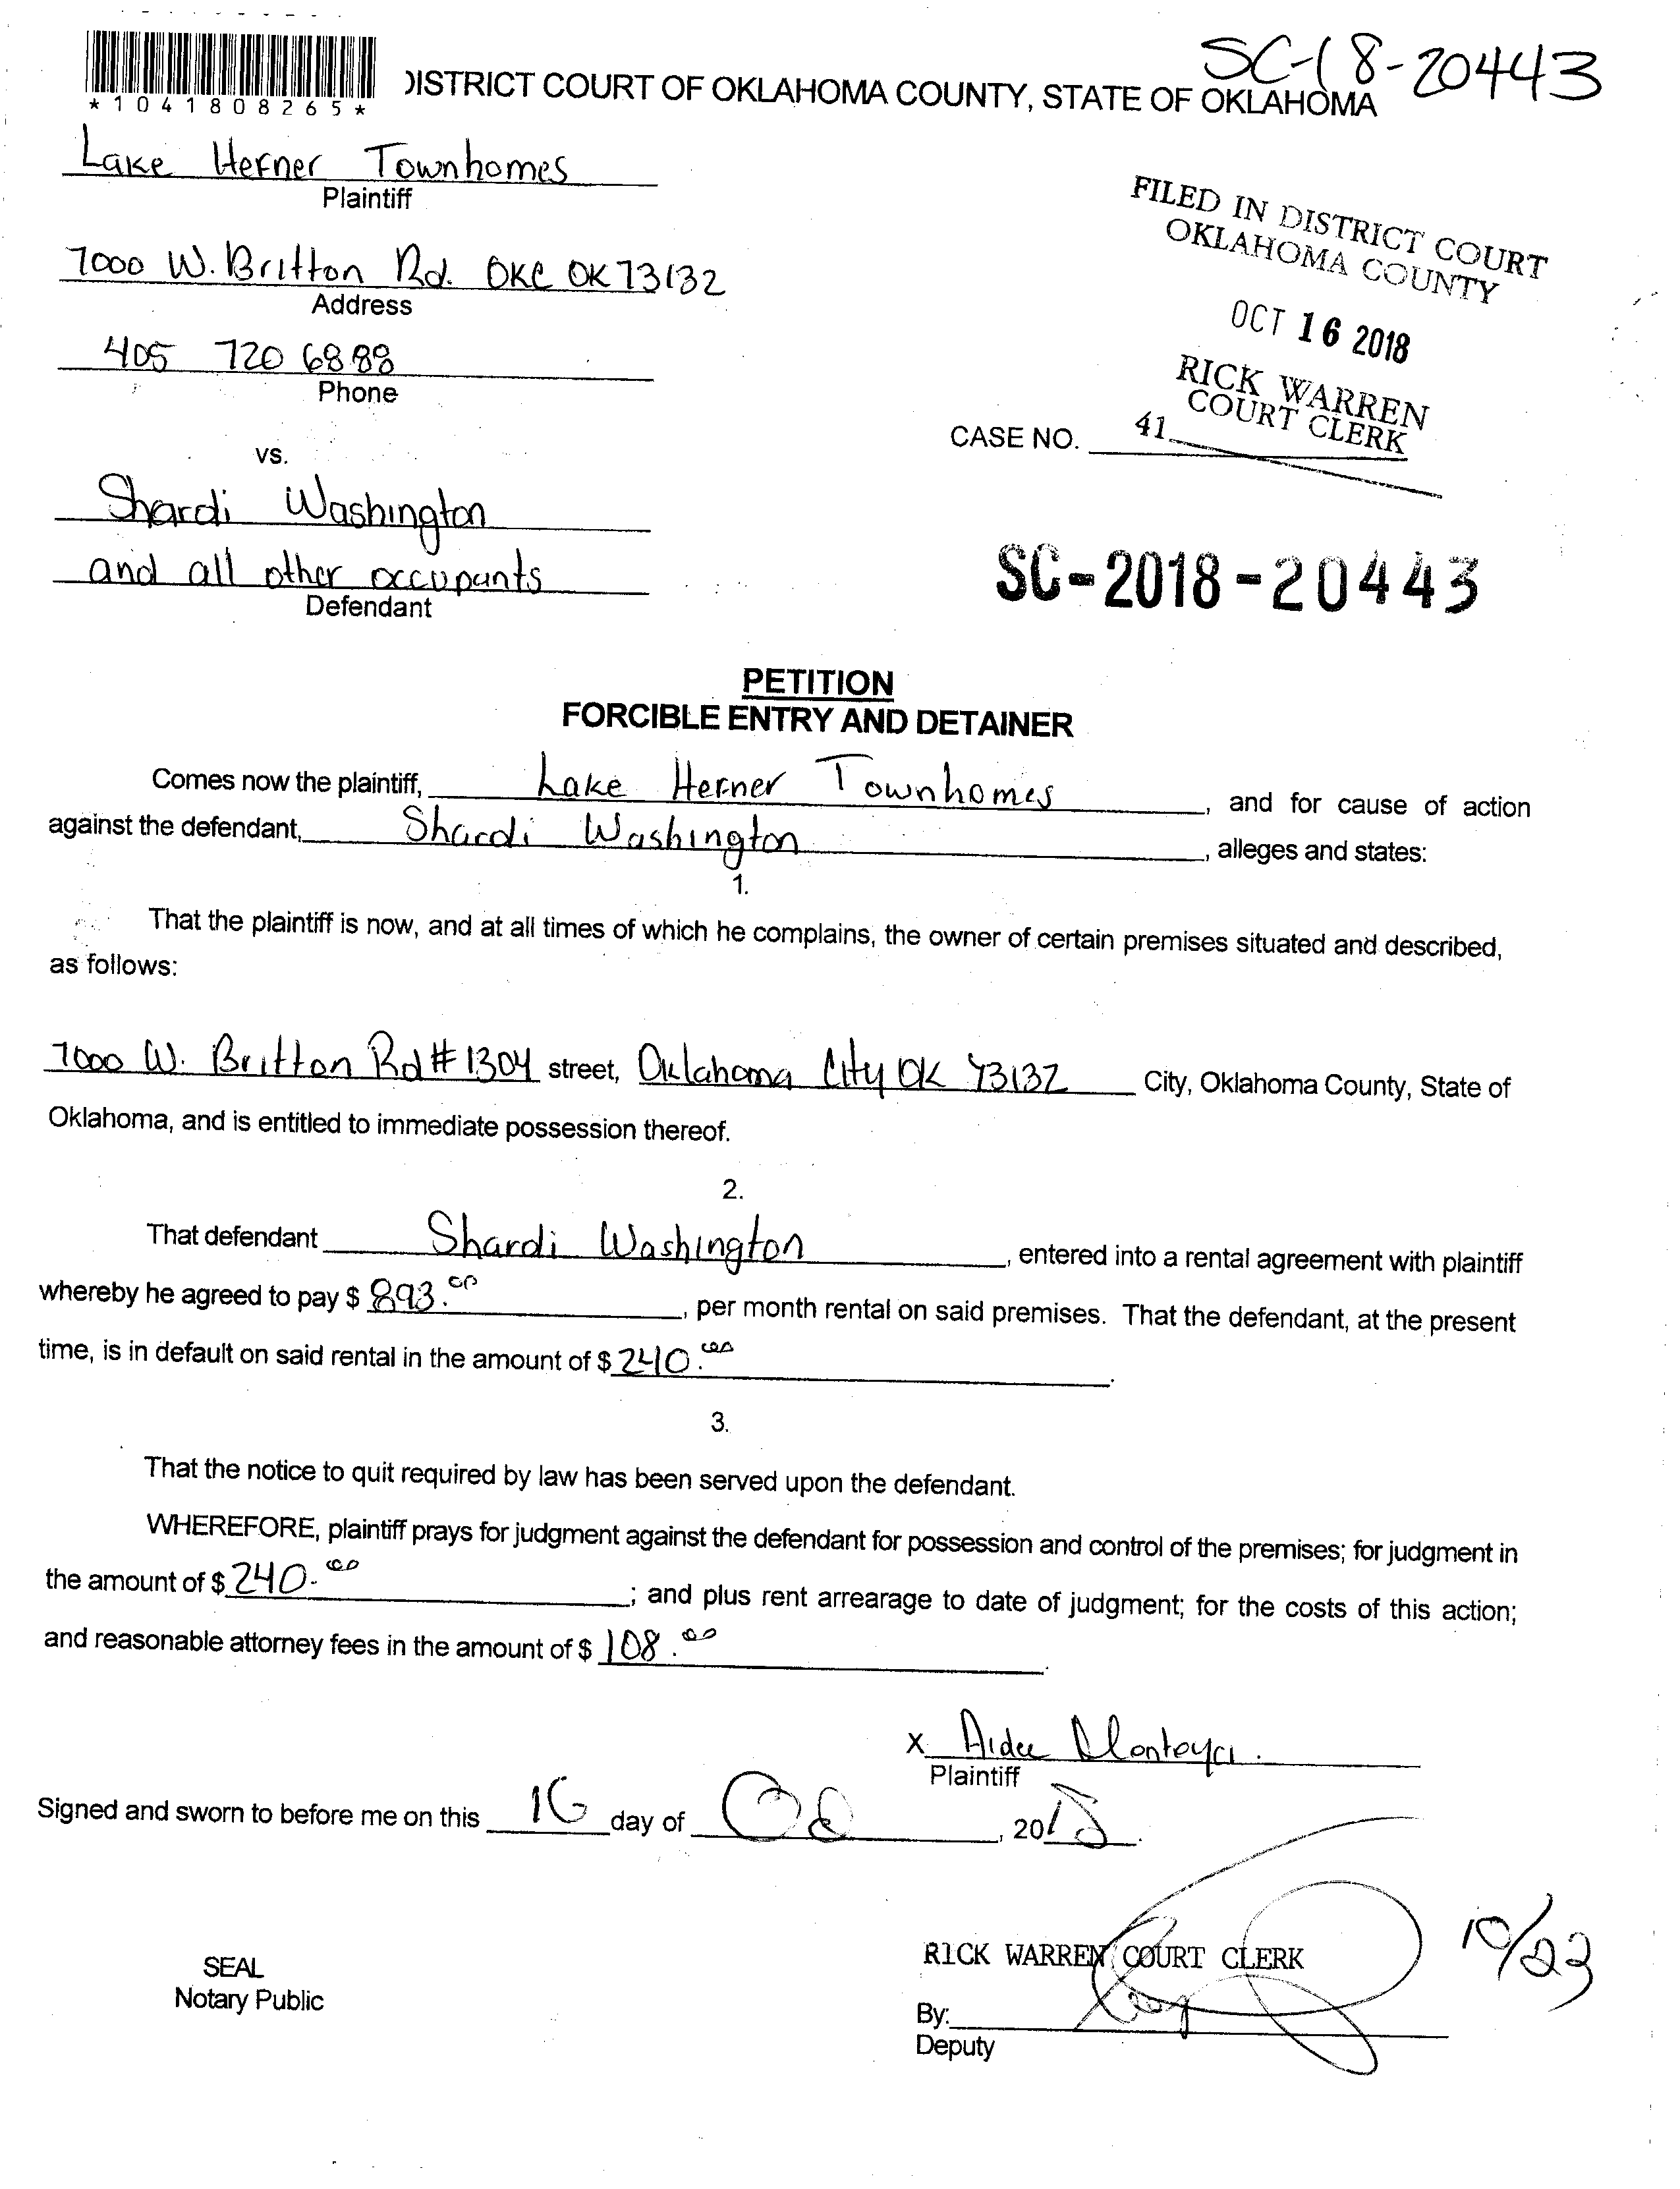 SC-18-20443
*1041808265*
DISTRICT COURT OF OKLAHOMA COUNTY, STATE OF OKLAHOMA
Lake Hefner Townhomes
Plaintiff
7000 W. Britton Rd. OKC OK 73132
Address
405 720 6888
Phone
FILED IN DISTRICT COURT
OKLAHOMA COUNTY
OCT 16 2018
RICK WARREN
COURT CLERK
CASE NO. 41
vs.
Shardi Washington
and all other occupants
Defendant
SC-2018-20443
PETITION
FORCIBLE ENTRY AND DETAINER
Comes now the plaintiff, Lake Hefner Townhomes, and for cause of action
against the defendant, Shardi Washington, alleges and states:
1.
That the plaintiff is now, and at all times of which he complains, the owner of certain premises situated and described,
as follows:
7000 W. Britton Rd # 1304 street, Oklahoma City OK 73132 City, Oklahoma County, State of
Oklahoma, and is entitled to immediate possession thereof.
2.
That defendant Shardi Washington, entered into a rental agreement with plaintiff
whereby he agreed to pay $ 893.00, per month rental on said premises. That the defendant, at the present
time, is in default on said rental in the amount of $ 240.00.
3.
That the notice to quit required by law has been served upon the defendant.
WHEREFORE, plaintiff prays for judgment against the defendant for possession and control of the premises; for judgment in
the amount of $ 240.00; and plus rent arrearage to date of judgment; for the costs of this action;
and reasonable attorney fees in the amount of $ 108.00.
X Aidee Montoya.
Plaintiff
Signed and sworn to before me on this 16 day of Oct, 2018.
SEAL
Notary Public
RICK WARREN COURT CLERK
10/23
By:
Deputy